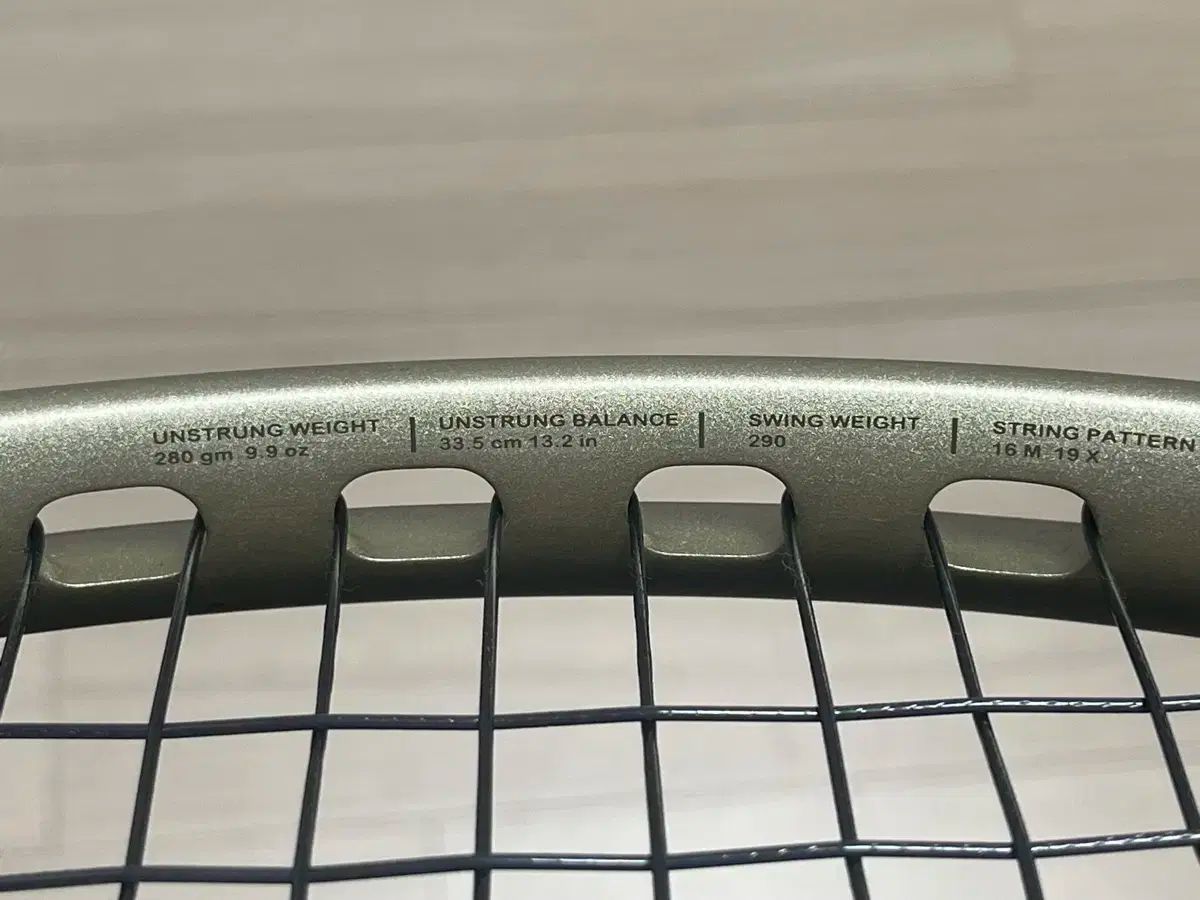 UNSTRUNG WEIGHT
280 gm 9.9 oz
UNSTRUNG BALANCE
33.5 cm 13.2 in
SWING WEIGHT
290
STRING PATTERN
16 M 19 X